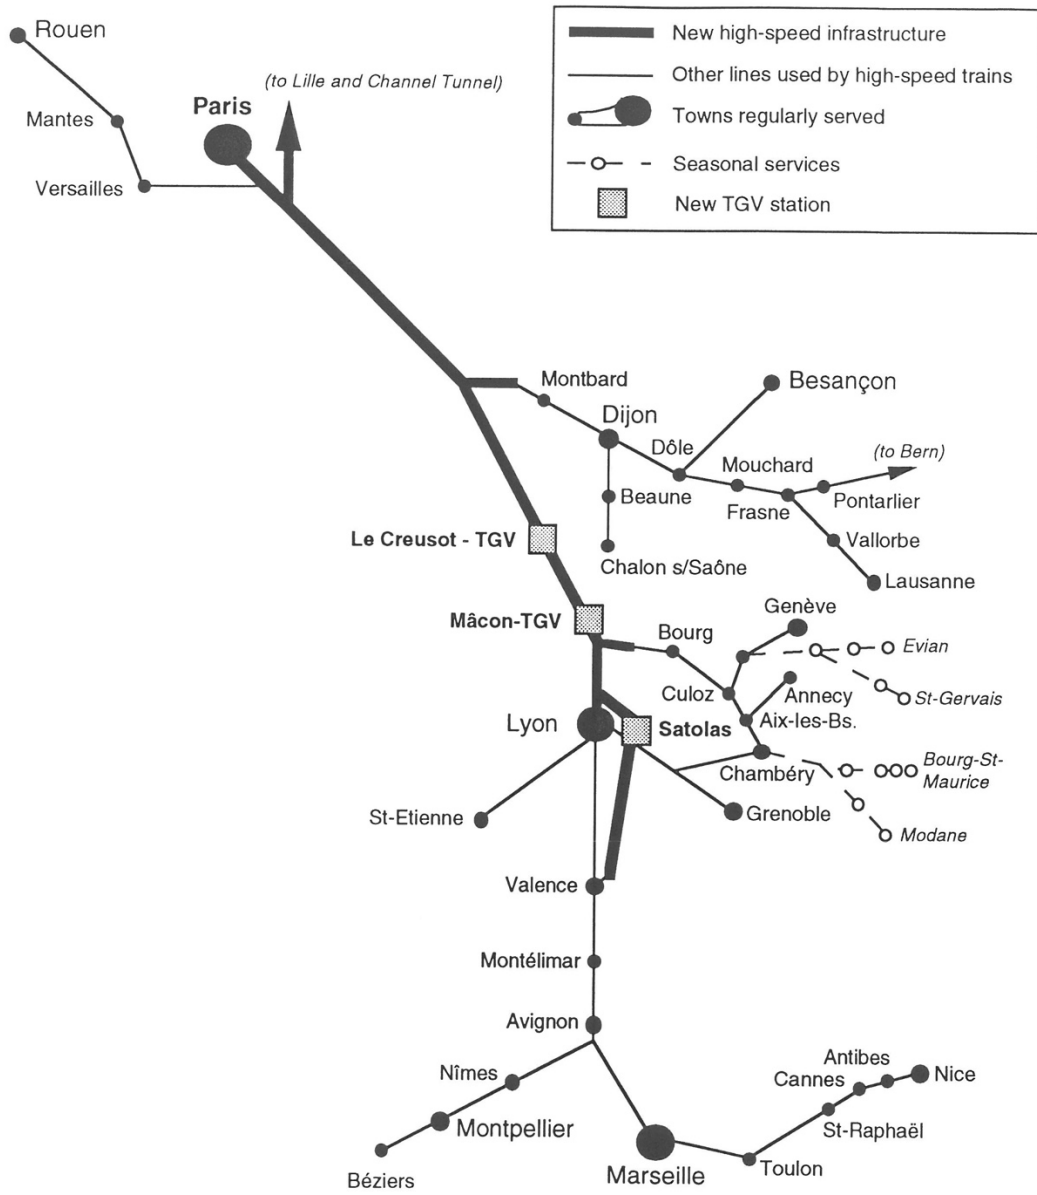 Rouen
(to Lille and Channel Tunnel)
Paris
Mantes
Versailles
New high-speed infrastructure
Other lines used by high-speed trains
Towns regularly served
Seasonal services
New TGV station
Montbard
Besançon
Dijon
Dôle
Mouchard
(to Bern)
Beaune
Frasne
Pontarlier
Le Creusot - TGV
Vallorbe
Chalon s/Saône
Lausanne
Genève
Mâcon-TGV
Bourg
Evian
Culoz
Annecy
St-Gervais
Lyon
Satolas
Aix-les-Bs.
Chambéry
Bourg-St-
Maurice
St-Etienne
Grenoble
Modane
Valence
Montélimar
Avignon
Nîmes
Antibes
Cannes
Nice
Montpellier
St-Raphaël
Béziers
Marseille
Toulon